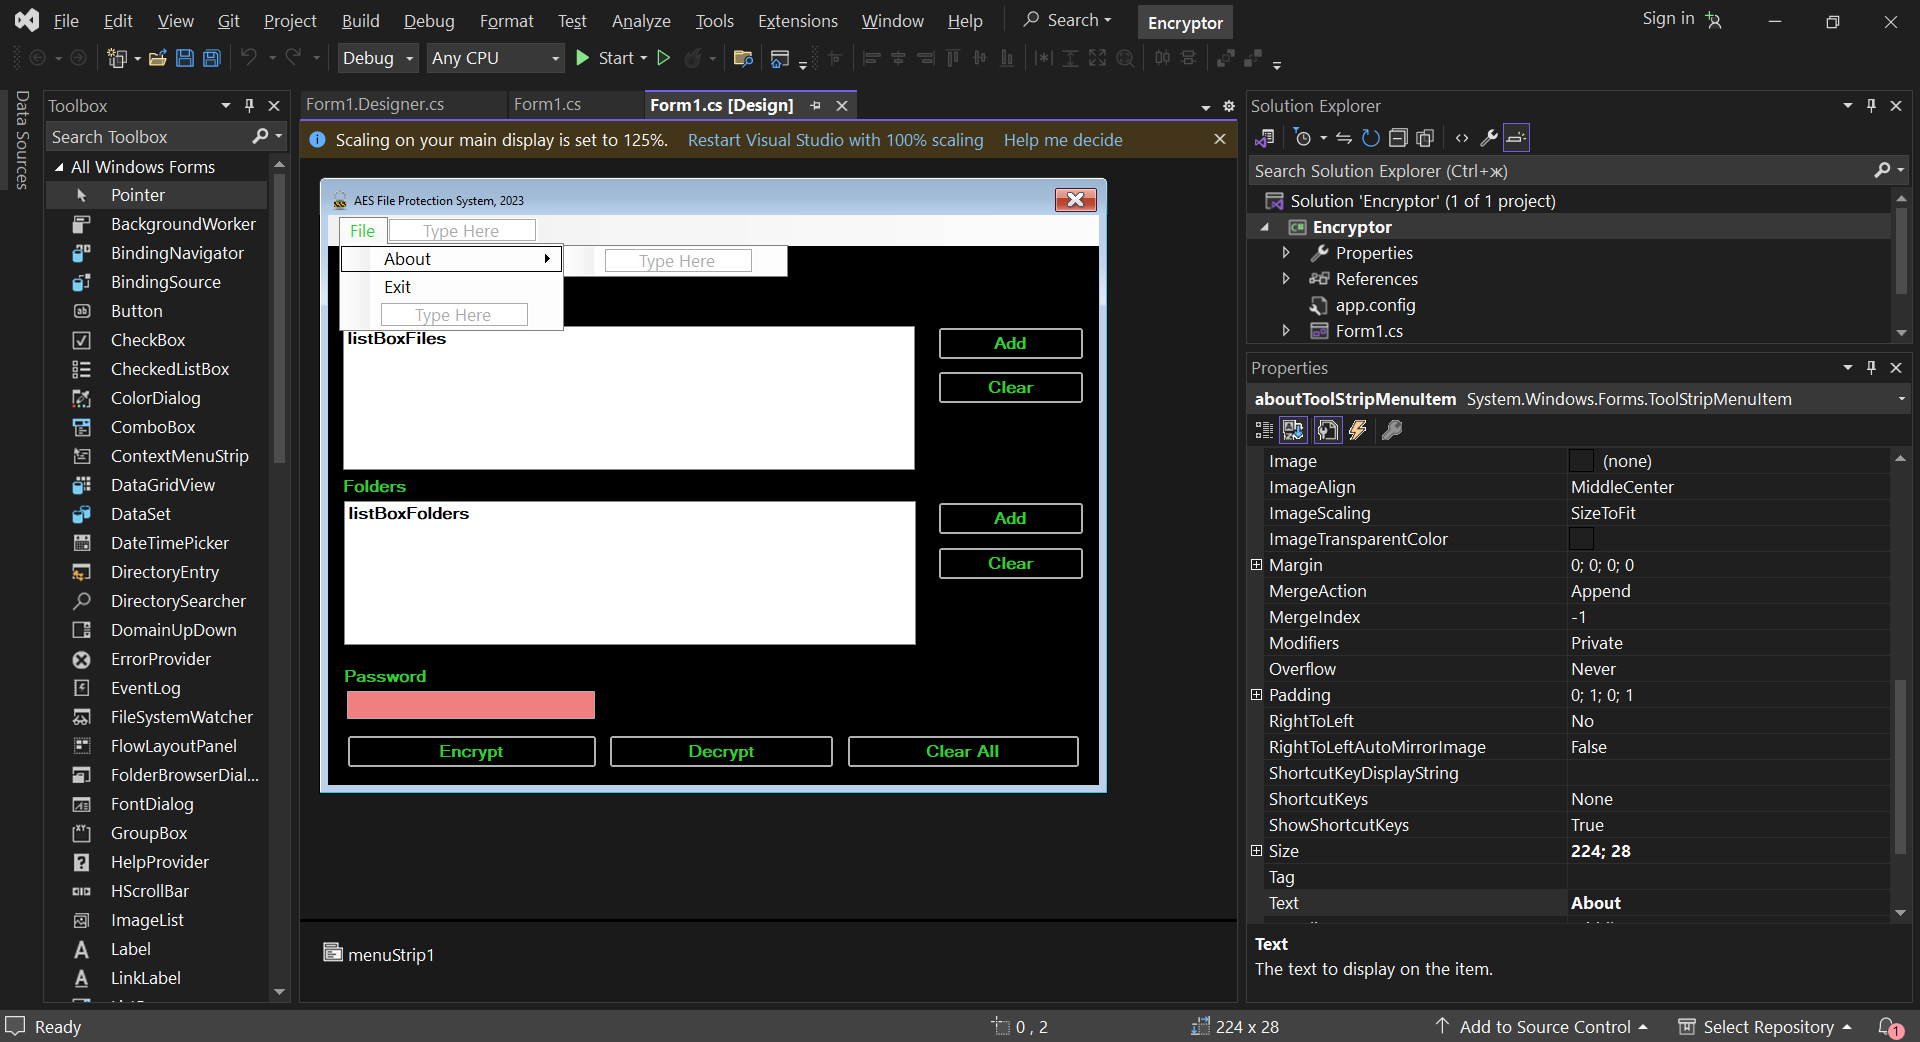 File Edit View Git Project Build Debug Format Test Analyze Tools Extensions Window Help Search Encryptor Sign in
Debug Any CPU Start
Data Sources
Toolbox
Search Toolbox
All Windows Forms
Pointer
BackgroundWorker
BindingNavigator
BindingSource
Button
CheckBox
CheckedListBox
ColorDialog
ComboBox
ContextMenuStrip
DataGridView
DataSet
DateTimePicker
DirectoryEntry
DirectorySearcher
DomainUpDown
ErrorProvider
EventLog
FileSystemWatcher
FlowLayoutPanel
FolderBrowserDial...
FontDialog
GroupBox
HelpProvider
HScrollBar
ImageList
Label
LinkLabel
Form1.Designer.cs Form1.cs Form1.cs [Design]
Scaling on your main display is set to 125%. Restart Visual Studio with 100% scaling Help me decide
AES File Protection System, 2023
File Type Here
About Type Here
Exit
Type Here
listBoxFiles
Add
Clear
Folders
listBoxFolders
Add
Clear
Password
Encrypt Decrypt Clear All
menuStrip1
Solution Explorer
Search Solution Explorer (Ctrl+ж)
Solution 'Encryptor' (1 of 1 project)
Encryptor
Properties
References
app.config
Form1.cs
Properties
aboutToolStripMenuItem System.Windows.Forms.ToolStripMenuItem
Image (none)
ImageAlign MiddleCenter
ImageScaling SizeToFit
ImageTransparentColor
Margin 0; 0; 0; 0
MergeAction Append
MergeIndex -1
Modifiers Private
Overflow Never
Padding 0; 1; 0; 1
RightToLeft No
RightToLeftAutoMirrorImage False
ShortcutKeyDisplayString
ShortcutKeys None
ShowShortcutKeys True
Size 224; 28
Tag
Text About
Text
The text to display on the item.
Ready 0 , 2 224 x 28 Add to Source Control Select Repository 1